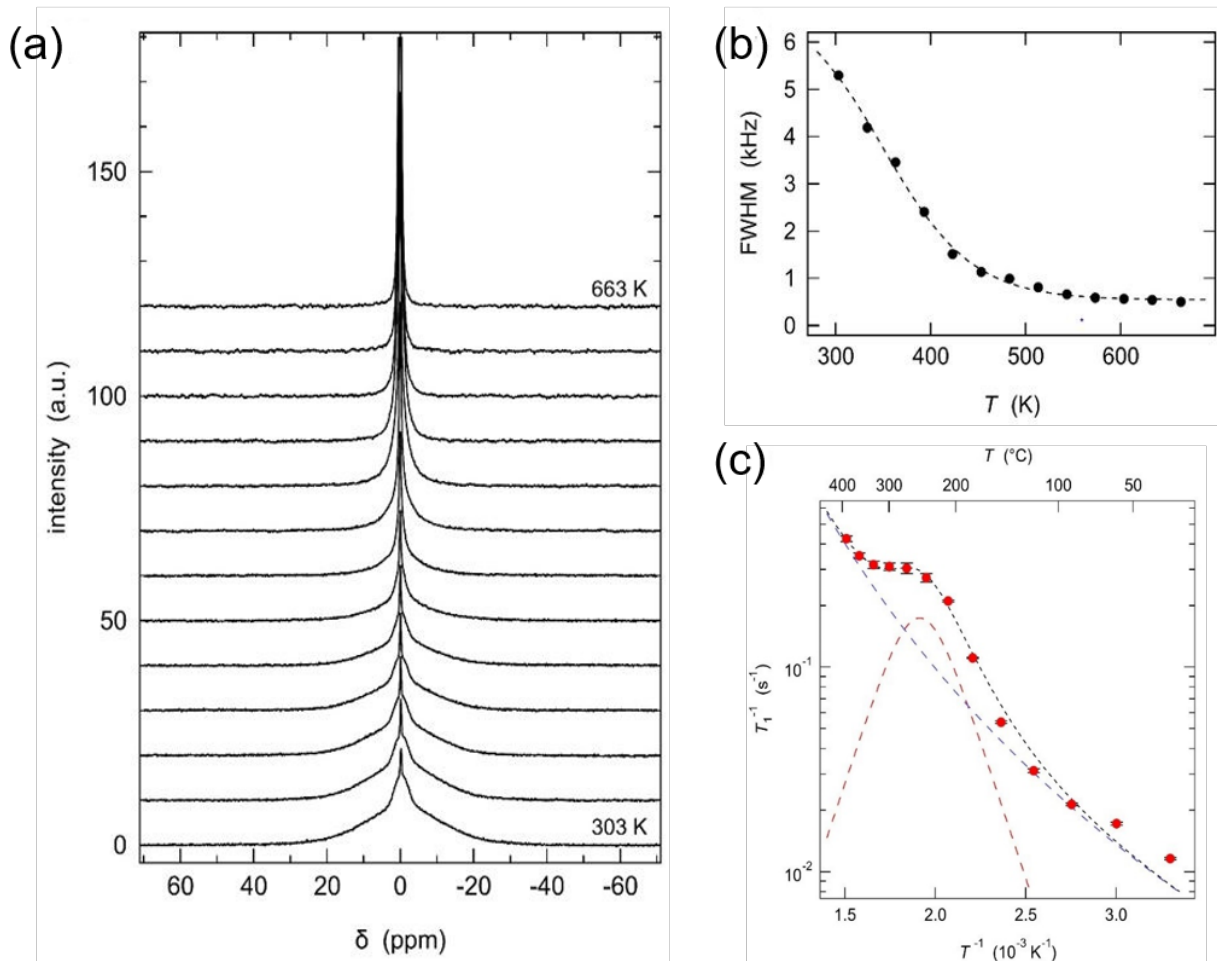 (a)
intensity (a.u.)
150
100
50
0
663 K
303 K
60 40 20 0 -20 -40 -60
δ (ppm)
(b)
FWHM (kHz)
6
5
4
3
2
1
0
300 400 500 600
T (K)
(c)
T (°C)
400 300 200 100 50
T₁⁻¹ (s⁻¹)
10⁻¹
10⁻²
1.5 2.0 2.5 3.0
T⁻¹ (10⁻³ K⁻¹)